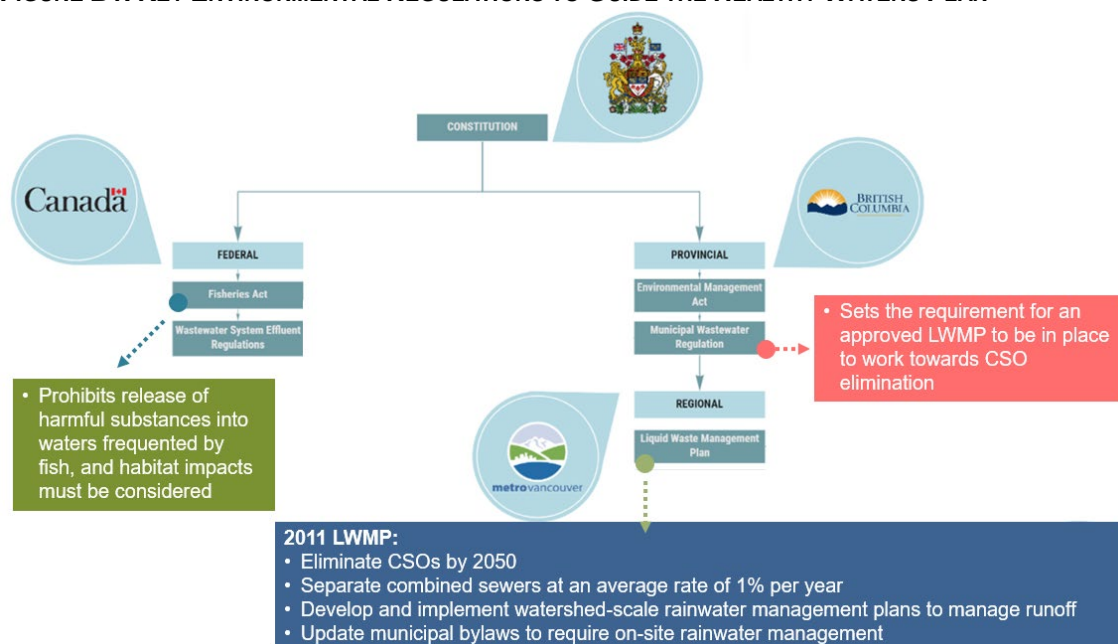 CONSTITUTION
Canada
BRITISH
COLUMBIA
FEDERAL
Fisheries Act
Wastewater System Effluent
Regulations
PROVINCIAL
Environmental Management
Act
Municipal Wastewater
Regulation
• Sets the requirement for an
approved LWMP to be in place
to work towards CSO
elimination
• Prohibits release of
harmful substances into
waters frequented by
fish, and habitat impacts
must be considered
REGIONAL
Liquid Waste Management
Plan
metrovancouver
2011 LWMP:
• Eliminate CSOs by 2050
• Separate combined sewers at an average rate of 1% per year
• Develop and implement watershed-scale rainwater management plans to manage runoff
• Update municipal bylaws to require on-site rainwater management